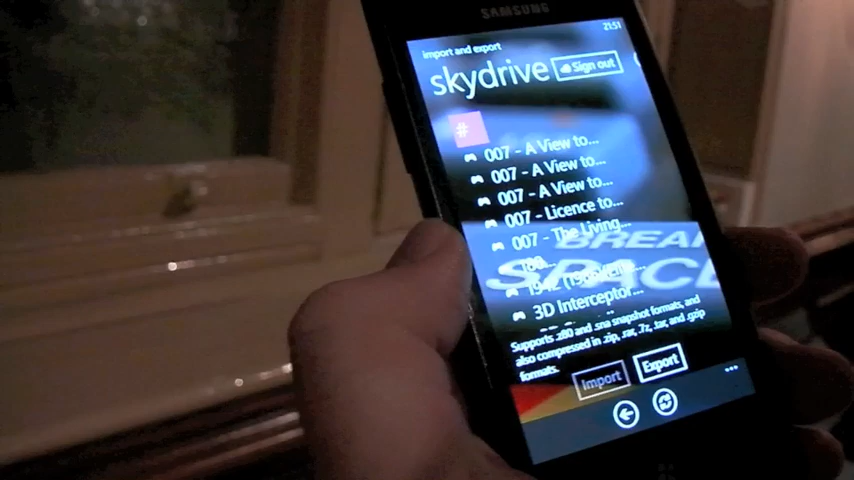 SAMSUNG
21:51
import and export
skydrive
Sign out
#
007 - A View to...
007 - A View to...
007 - A View to...
007 - Licence to...
007 - The Living...
BREAK
SPACE
3D Interceptor...
Supports .z80 and .sna snapshot formats, and
also compressed in .zip, .rar, .7z, .tar, and .gzip
formats.
Import
Export